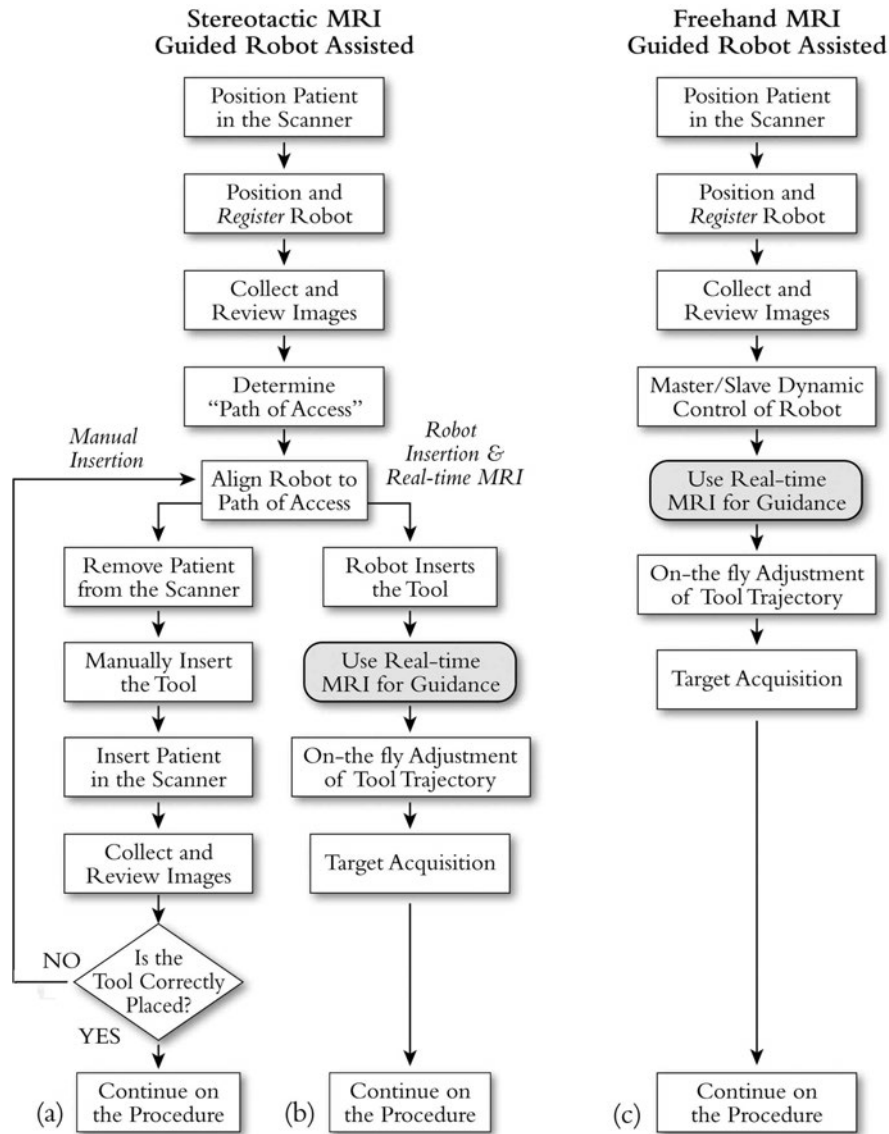 Stereotactic MRI
Guided Robot Assisted
Position Patient
in the Scanner
Position and
Register Robot
Collect and
Review Images
Determine
“Path of Access”
Manual
Insertion
Robot
Insertion &
Real-time MRI
Align Robot to
Path of Access
Remove Patient
from the Scanner
Manually Insert
the Tool
Insert Patient
in the Scanner
Collect and
Review Images
Is the
Tool Correctly
Placed?
NO
YES
(a)
Continue on
the Procedure
Robot Inserts
the Tool
Use Real-time
MRI for Guidance
On-the fly Adjustment
of Tool Trajectory
Target Acquisition
(b)
Continue on
the Procedure
Freehand MRI
Guided Robot Assisted
Position Patient
in the Scanner
Position and
Register Robot
Collect and
Review Images
Master/Slave Dynamic
Control of Robot
Use Real-time
MRI for Guidance
On-the fly Adjustment
of Tool Trajectory
Target Acquisition
(c)
Continue on
the Procedure